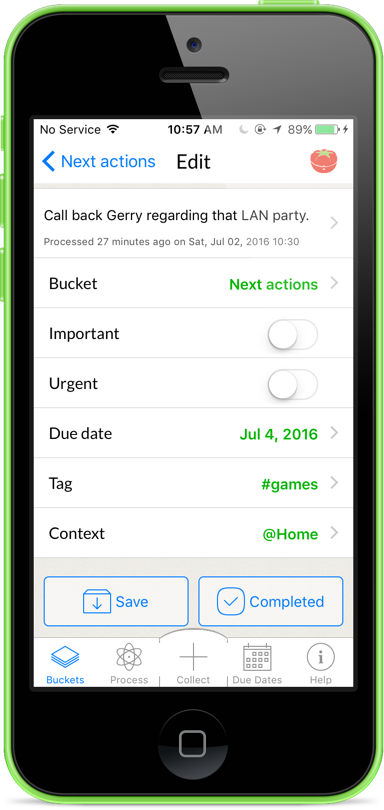 No Service 10:57 AM 89%
Next actions Edit
Call back Gerry regarding that LAN party.
Processed 27 minutes ago on Sat, Jul 02, 2016 10:30
Bucket Next actions
Important
Urgent
Due date Jul 4, 2016
Tag #games
Context @Home
Save Completed
Buckets Process Collect Due Dates Help